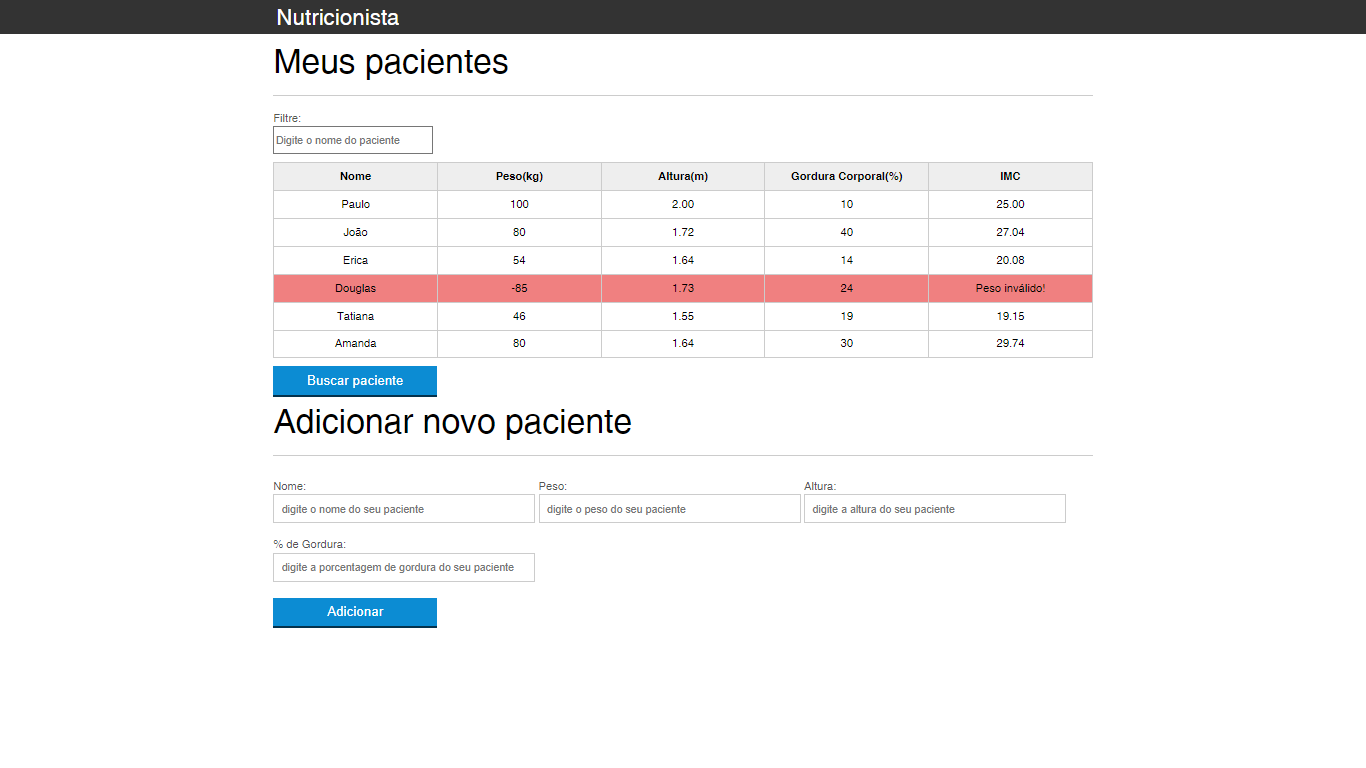 Nutricionista
Meus pacientes
Filtre:
Digite o nome do paciente
Nome Peso(kg) Altura(m) Gordura Corporal(%) IMC
Paulo 100 2.00 10 25.00
João 80 1.72 40 27.04
Erica 54 1.64 14 20.08
Douglas -85 1.73 24 Peso inválido!
Tatiana 46 1.55 19 19.15
Amanda 80 1.64 30 29.74
Buscar paciente
Adicionar novo paciente
Nome: Peso: Altura:
digite o nome do seu paciente digite o peso do seu paciente digite a altura do seu paciente
% de Gordura:
digite a porcentagem de gordura do seu paciente
Adicionar